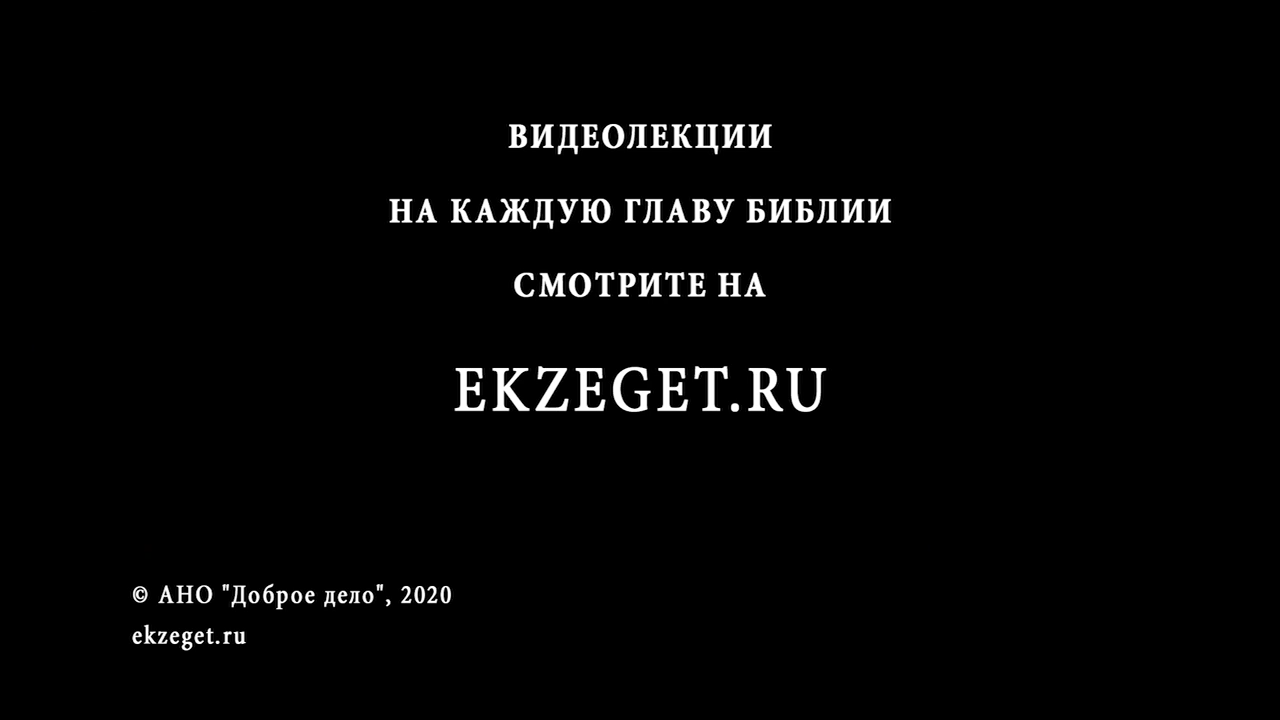 ВИДЕОЛЕКЦИИ
НА КАЖДУЮ ГЛАВУ БИБЛИИ
СМОТРИТЕ НА
EKZEGET.RU
© АНО "Доброе дело", 2020
ekzeget.ru